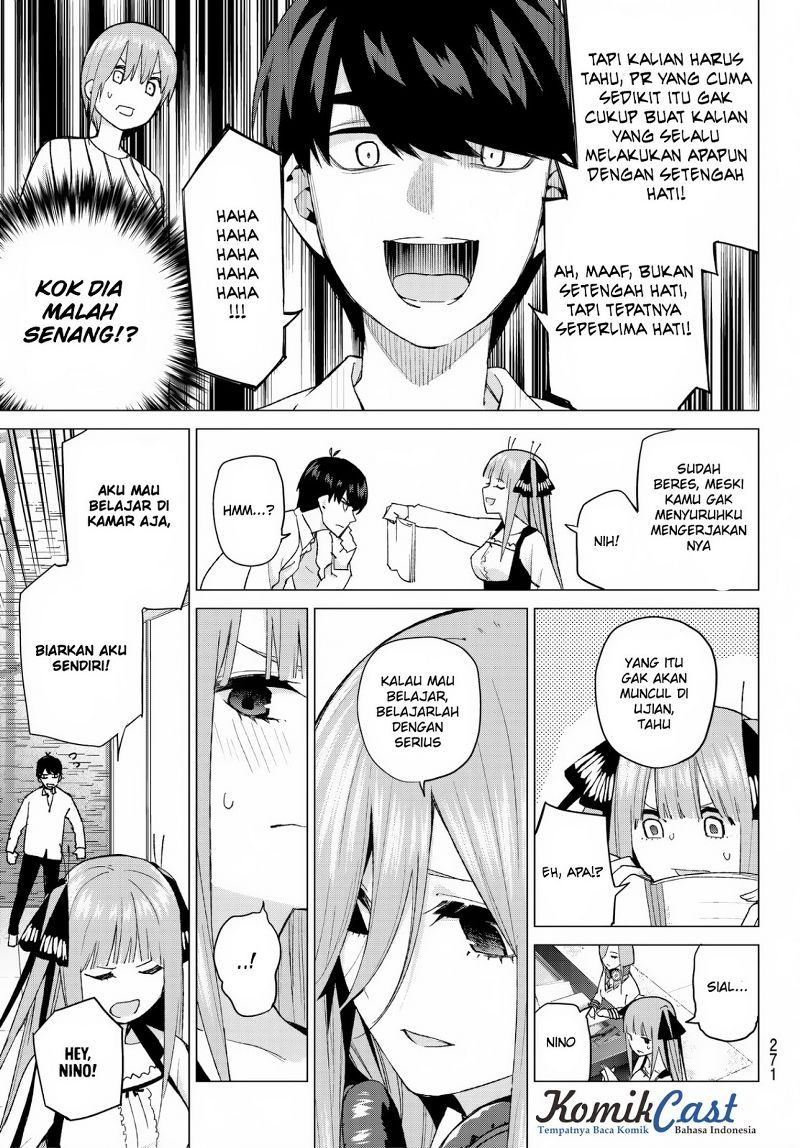 TAPI KALIAN HARUS
TAHU, PR YANG CUMA
SEDIKIT ITU GAK
CUKUP BUAT KALIAN
YANG SELALU
MELAKUKAN APAPUN
DENGAN SETENGAH
HATI!
AH, MAAF, BUKAN
SETENGAH HATI,
TAPI TEPATNYA
SEPERLIMA HATI!
HAHA
HAHA
HAHA
HAHA
HAHA
!!!
KOK DIA
MALAH
SENANG!?
SUDAH
BERES, MESKI
KAMU GAK
MENYURUHKU
MENGERJAKAN
NYA
NIH!
HMM...?
YANG ITU
GAK AKAN
MUNCUL DI
UJIAN,
TAHU
EH, APA!?
SIAL...
NINO
KALAU MAU
BELAJAR,
BELAJARLAH
DENGAN
SERIUS
..!
AKU MAU
BELAJAR DI
KAMAR AJA,
BIARKAN AKU
SENDIRI!
HEY,
NINO!
271
KomikCast
Tempatnya Baca Komik Bahasa Indonesia